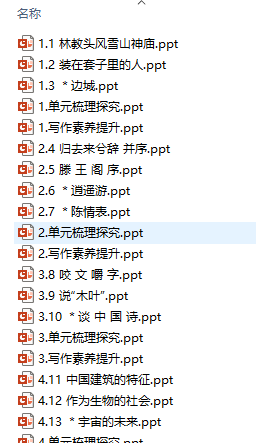 名称
1.1 林教头风雪山神庙.ppt
1.2 装在套子里的人.ppt
1.3 *边城.ppt
1.单元梳理探究.ppt
1.写作素养提升.ppt
2.4 归去来兮辞 并序.ppt
2.5 滕 王 阁 序.ppt
2.6 *逍遥游.ppt
2.7 *陈情表.ppt
2.单元梳理探究.ppt
2.写作素养提升.ppt
3.8 咬 文 嚼 字.ppt
3.9 说“木叶”.ppt
3.10 *谈 中 国 诗.ppt
3.单元梳理探究.ppt
3.写作素养提升.ppt
4.11 中国建筑的特征.ppt
4.12 作为生物的社会.ppt
4.13 *宇宙的未来.ppt
4.单元梳理探究.ppt